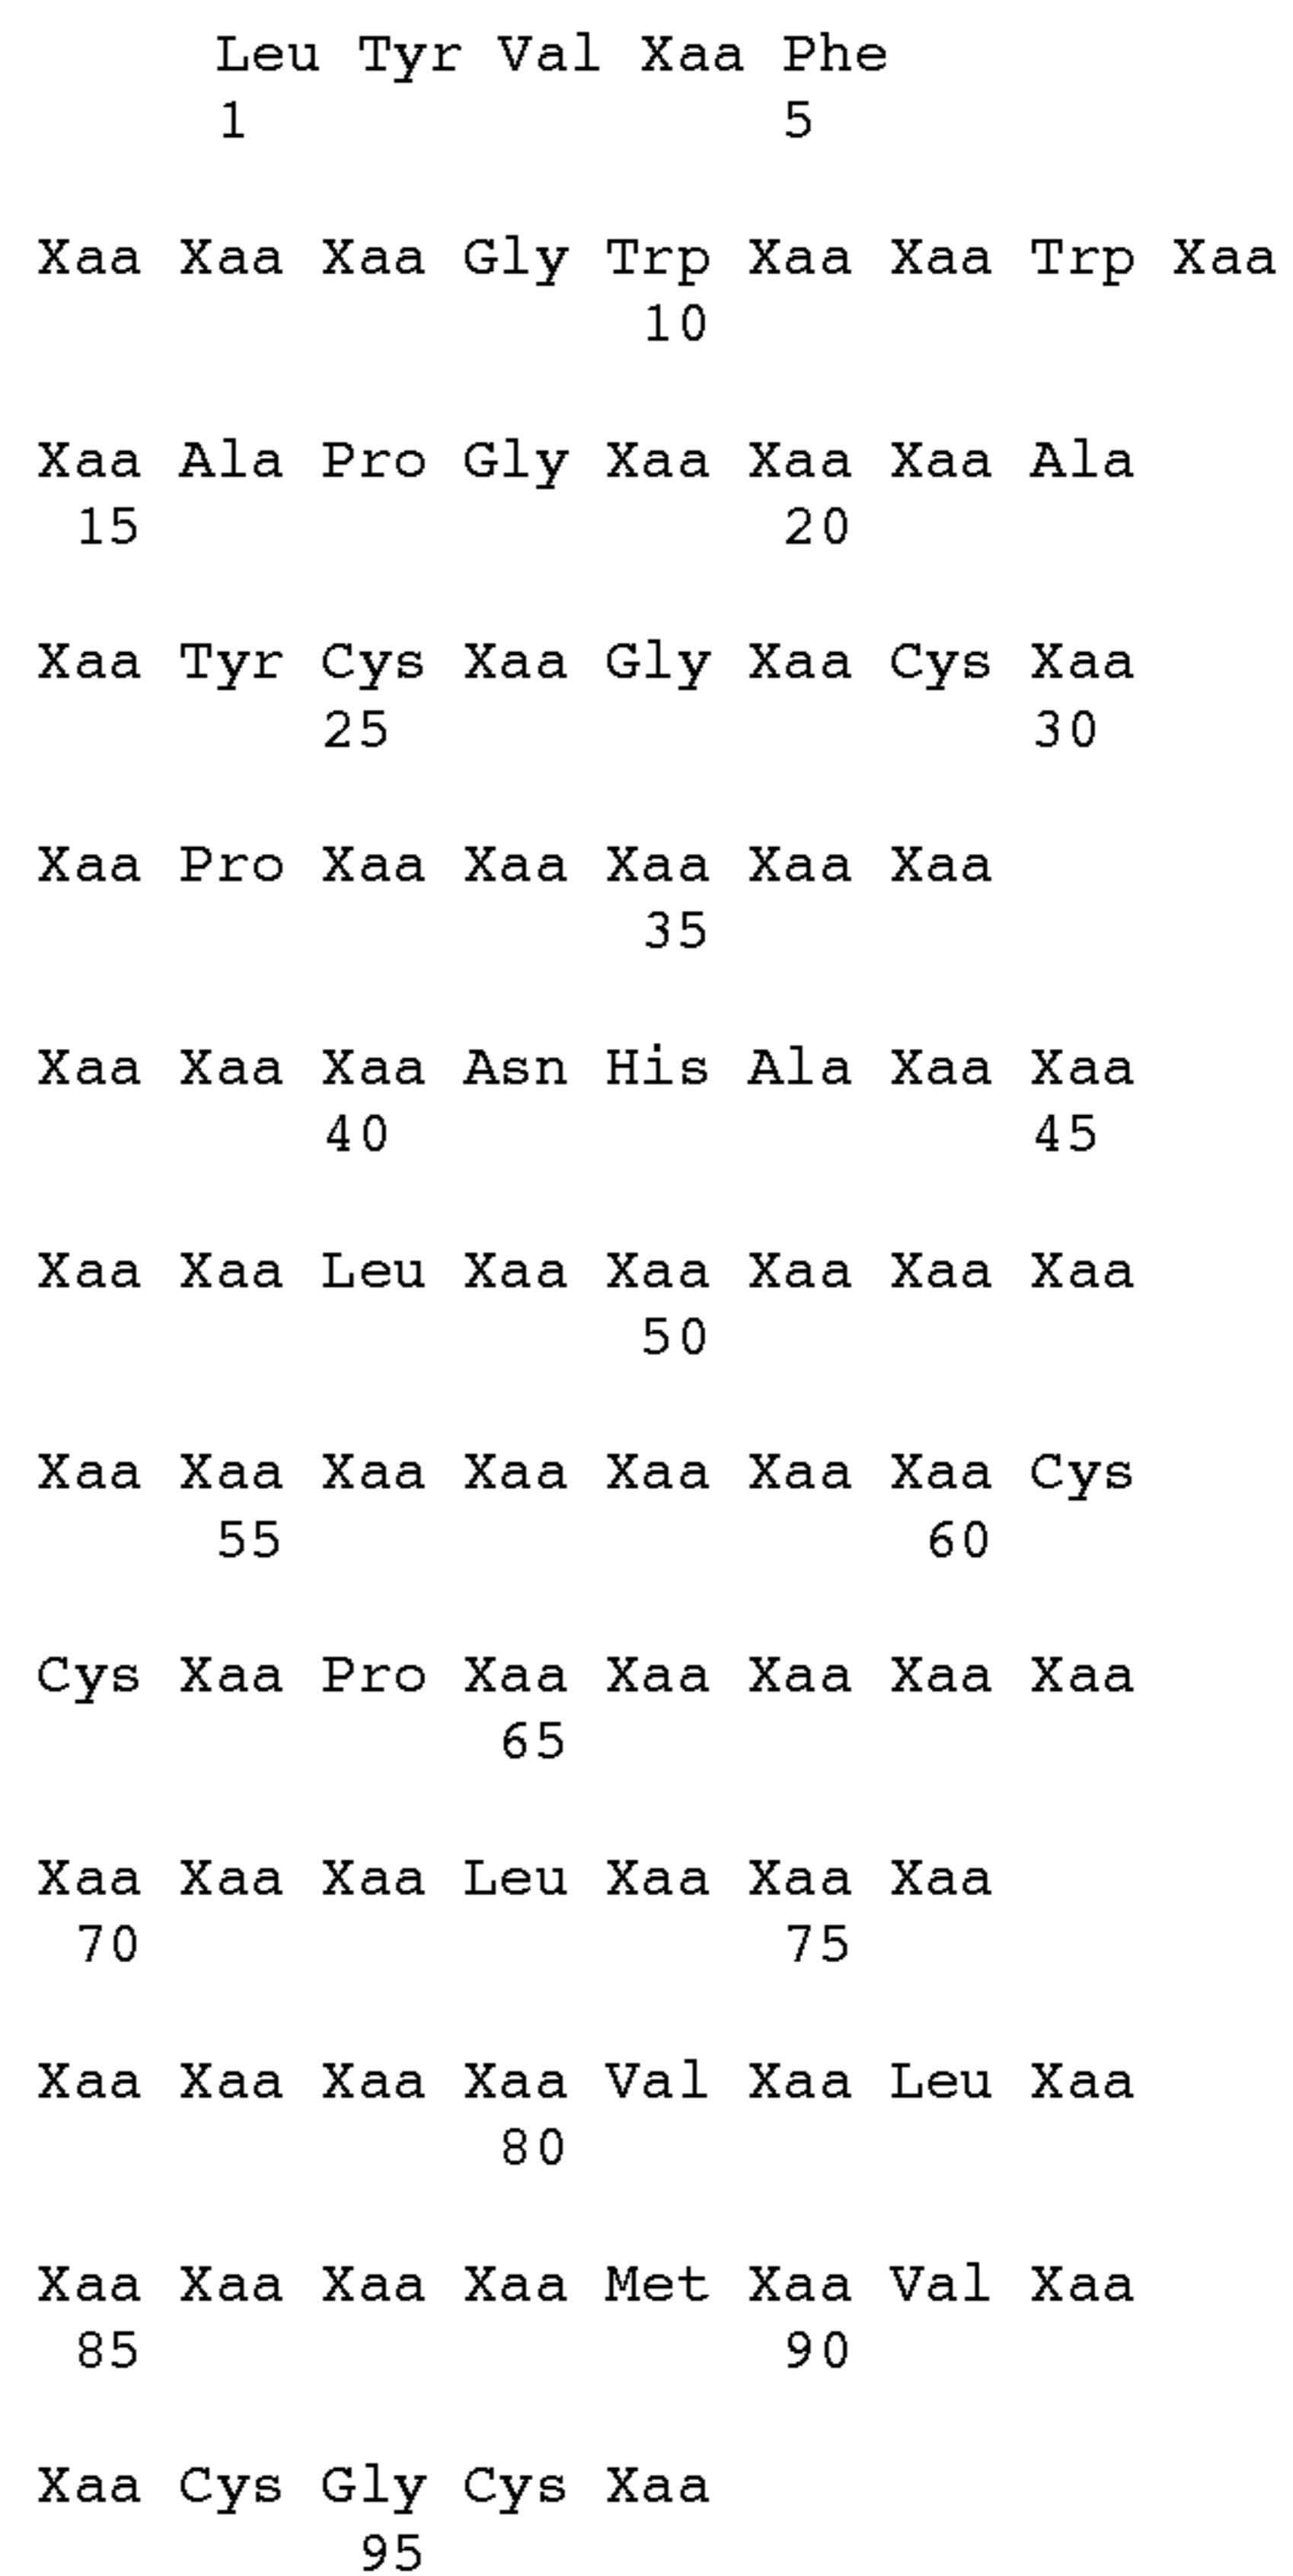 Leu Tyr Val Xaa Phe
1 5
Xaa Xaa Xaa Gly Trp Xaa Xaa Trp Xaa
10
Xaa Ala Pro Gly Xaa Xaa Xaa Ala
15 20
Xaa Tyr Cys Xaa Gly Xaa Cys Xaa
25 30
Xaa Pro Xaa Xaa Xaa Xaa Xaa
35
Xaa Xaa Xaa Asn His Ala Xaa Xaa
40 45
Xaa Xaa Leu Xaa Xaa Xaa Xaa Xaa
50
Xaa Xaa Xaa Xaa Xaa Xaa Xaa Cys
55 60
Cys Xaa Pro Xaa Xaa Xaa Xaa Xaa
65
Xaa Xaa Xaa Leu Xaa Xaa Xaa
70 75
Xaa Xaa Xaa Xaa Val Xaa Leu Xaa
80
Xaa Xaa Xaa Xaa Met Xaa Val Xaa
85 90
Xaa Cys Gly Cys Xaa
95